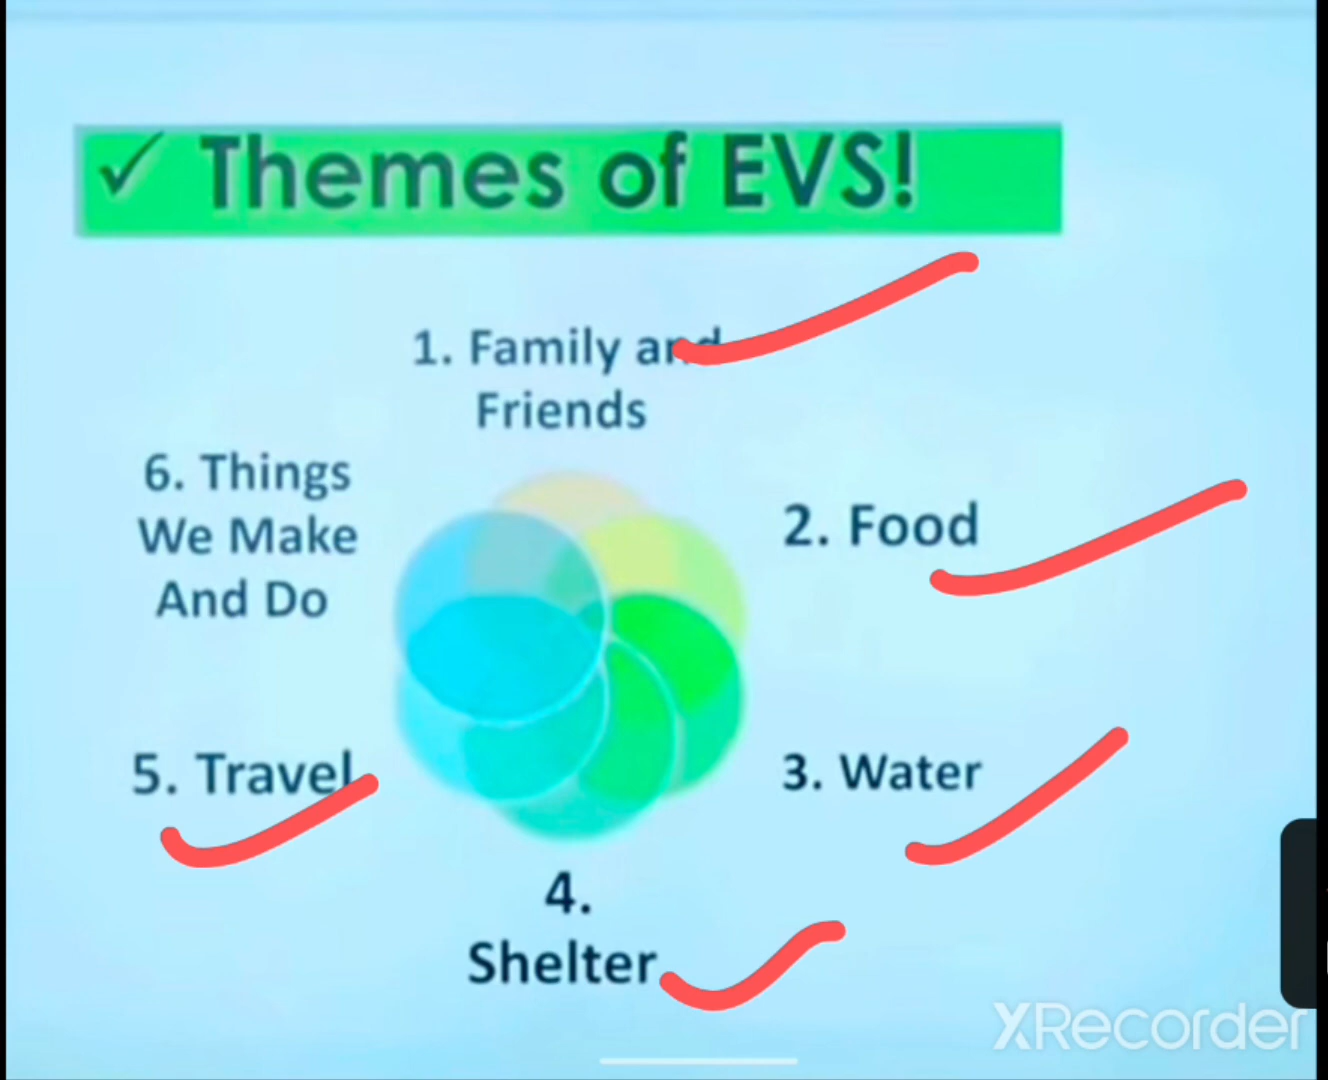 ✓ Themes of EVS!
1. Family and
Friends
2. Food
3. Water
4.
Shelter
5. Travel
6. Things
We Make
And Do
XRecorder